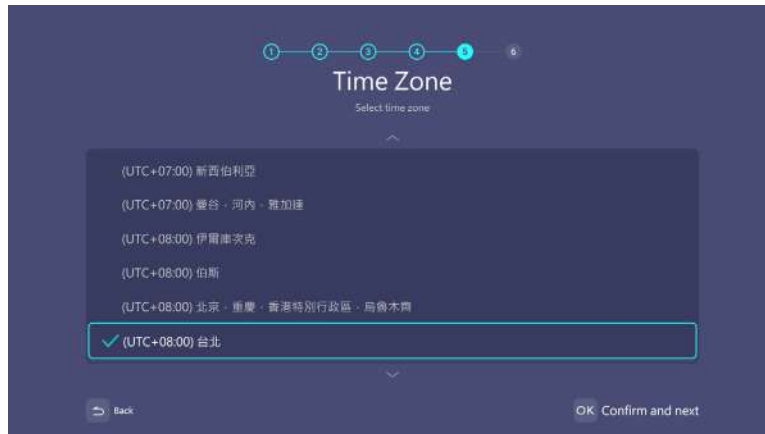 1 2 3 4 5 6
Time Zone
Select time zone
(UTC+07:00) 新西伯利亞
(UTC+07:00) 曼谷，河內，雅加達
(UTC+08:00) 伊爾庫次克
(UTC+08:00) 伯斯
(UTC+08:00) 北京，重慶，香港特別行政區，烏魯木齊
(UTC+08:00) 台北
Back
OK Confirm and next